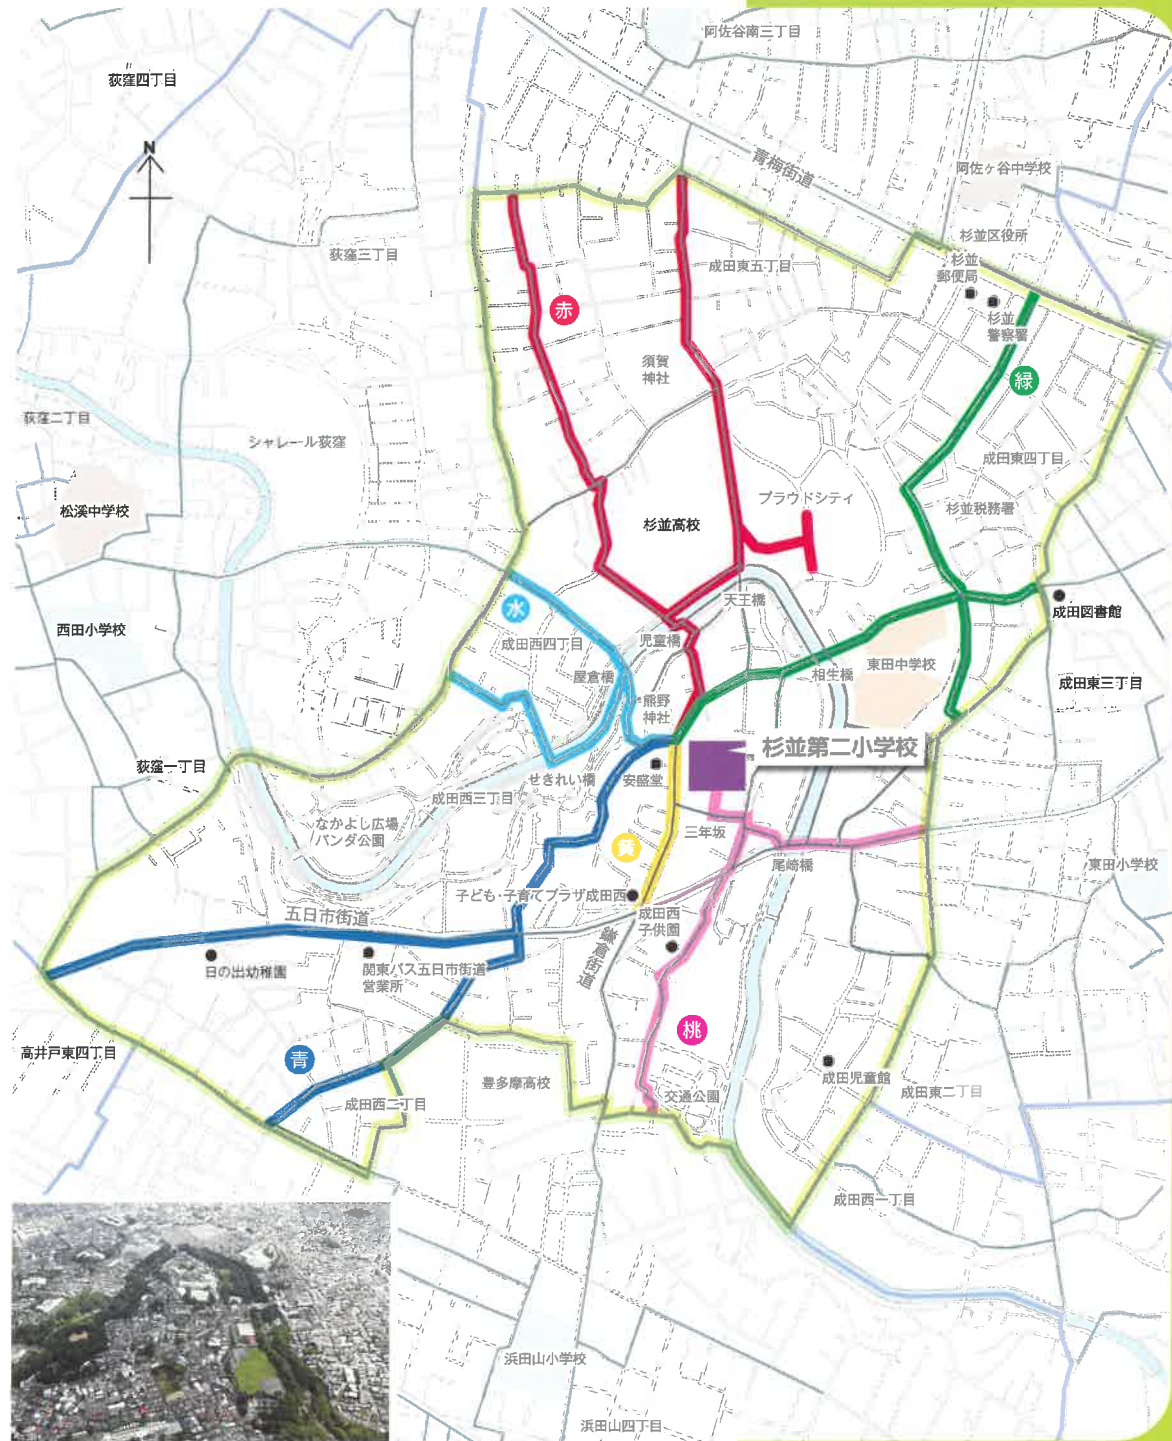 阿佐谷南三丁目
荻窪四丁目
N
青梅街道
阿佐ヶ谷中学校
杉並区役所
荻窪三丁目
成田東五丁目
杉並
郵便局
赤
杉並
警察署
須賀
神社
緑
荻窪二丁目
シャレール荻窪
成田東四丁目
プラウドシティ
松溪中学校
杉並高校
杉並税務署
水
天王橋
成田図書館
西田小学校
成田西四丁目
児童橋
東田中学校
屋倉橋
相生橋
成田東三丁目
熊野
神社
杉並第二小学校
荻窪一丁目
せきれい橋
安盛堂
成田西三丁目
なかよし広場
パンダ公園
三年坂
黄
尾崎橋
東田小学校
子ども・子育てプラザ成田西
五日市街道
成田西
子供園
鎌倉街道
日の出幼稚園
関東バス五日市街道
営業所
桃
高井戸東四丁目
青
豊多摩高校
成田児童館
成田西二丁目
交通公園
成田東二丁目
成田西一丁目
浜田山小学校
浜田山四丁目